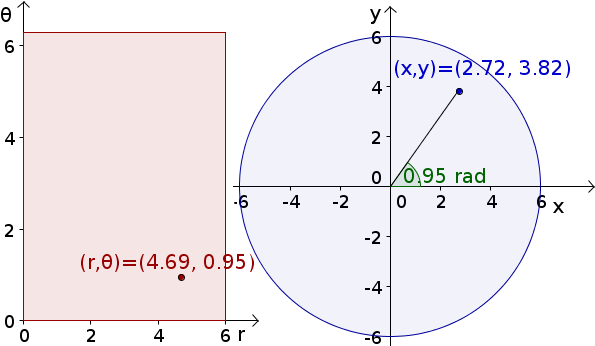 θ
6
4
2
0
(r,θ)=(4.69, 0.95)
0 2 4 6 r
y
6
(x,y)=(2.72, 3.82)
4
2
0
0.95 rad
-6 -4 -2 0 2 4 6 x
-2
-4
-6